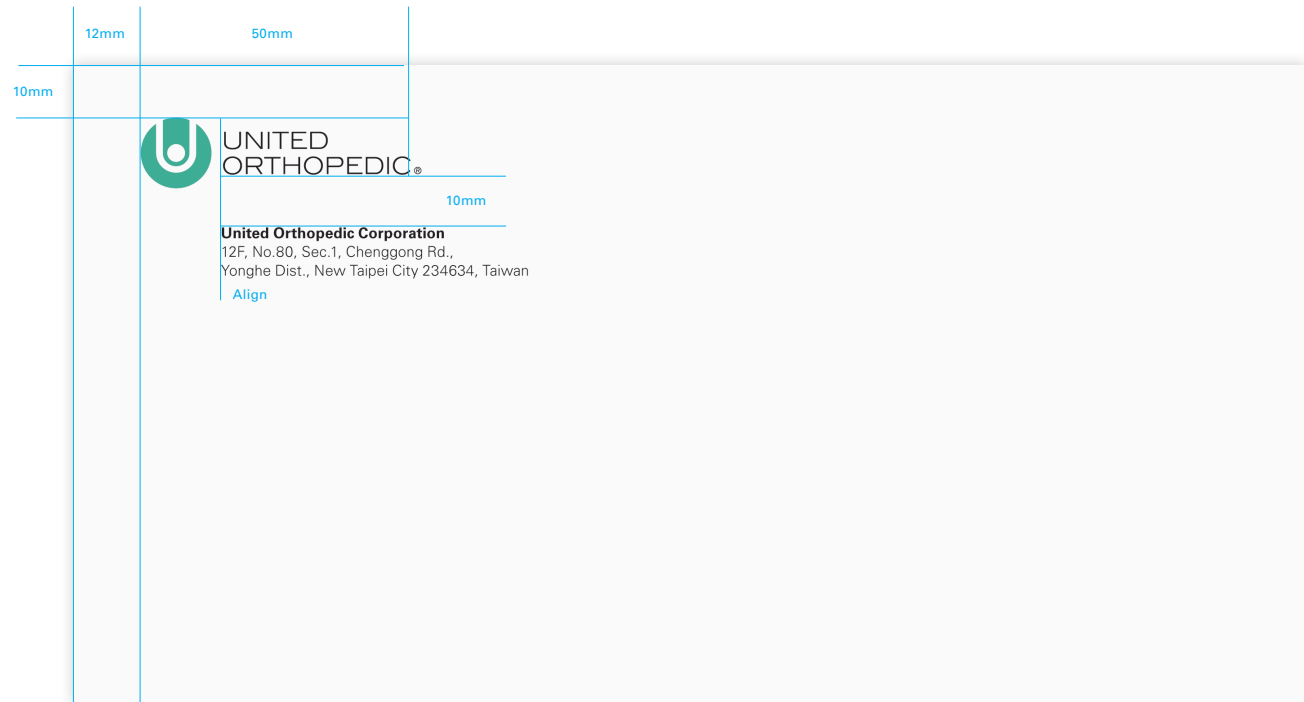 12mm
50mm
10mm
UNITED
ORTHOPEDIC®
10mm
United Orthopedic Corporation
12F, No.80, Sec.1, Chenggong Rd.,
Yonghe Dist., New Taipei City 234634, Taiwan
Align